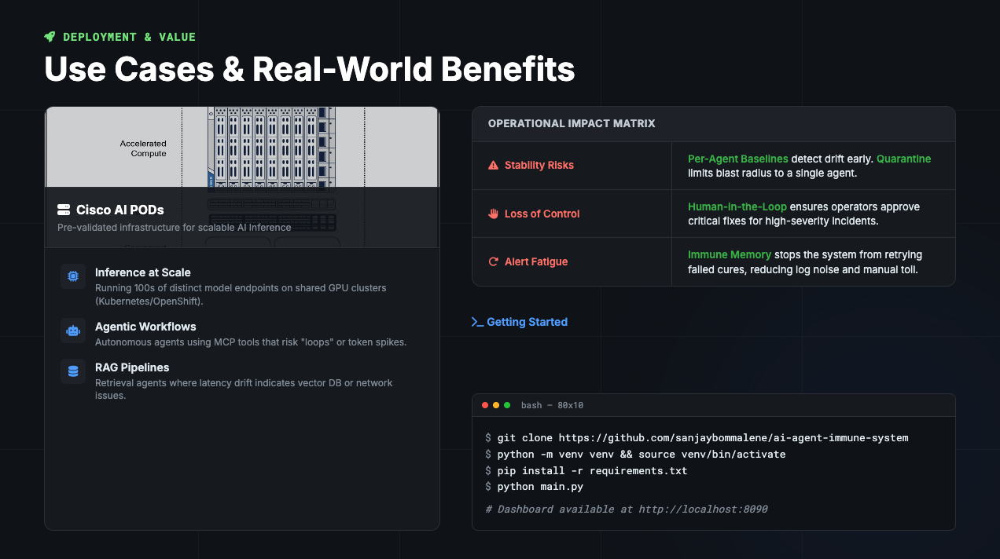 DEPLOYMENT & VALUE
Use Cases & Real-World Benefits
Accelerated
Compute
Cisco AI PODs
Pre-validated infrastructure for scalable AI Inference
Inference at Scale
Running 100s of distinct model endpoints on shared GPU clusters
(Kubernetes/OpenShift).
Agentic Workflows
Autonomous agents using MCP tools that risk "loops" or token spikes.
RAG Pipelines
Retrieval agents where latency drift indicates vector DB or network
issues.
OPERATIONAL IMPACT MATRIX
Stability Risks
Per-Agent Baselines detect drift early. Quarantine
limits blast radius to a single agent.
Loss of Control
Human-in-the-Loop ensures operators approve
critical fixes for high-severity incidents.
Alert Fatigue
Immune Memory stops the system from retrying
failed cures, reducing log noise and manual toil.
Getting Started
bash — 80x10
$ git clone https://github.com/sanjaybommalene/ai-agent-immune-system
$ python -m venv venv && source venv/bin/activate
$ pip install -r requirements.txt
$ python main.py
# Dashboard available at http://localhost:8090